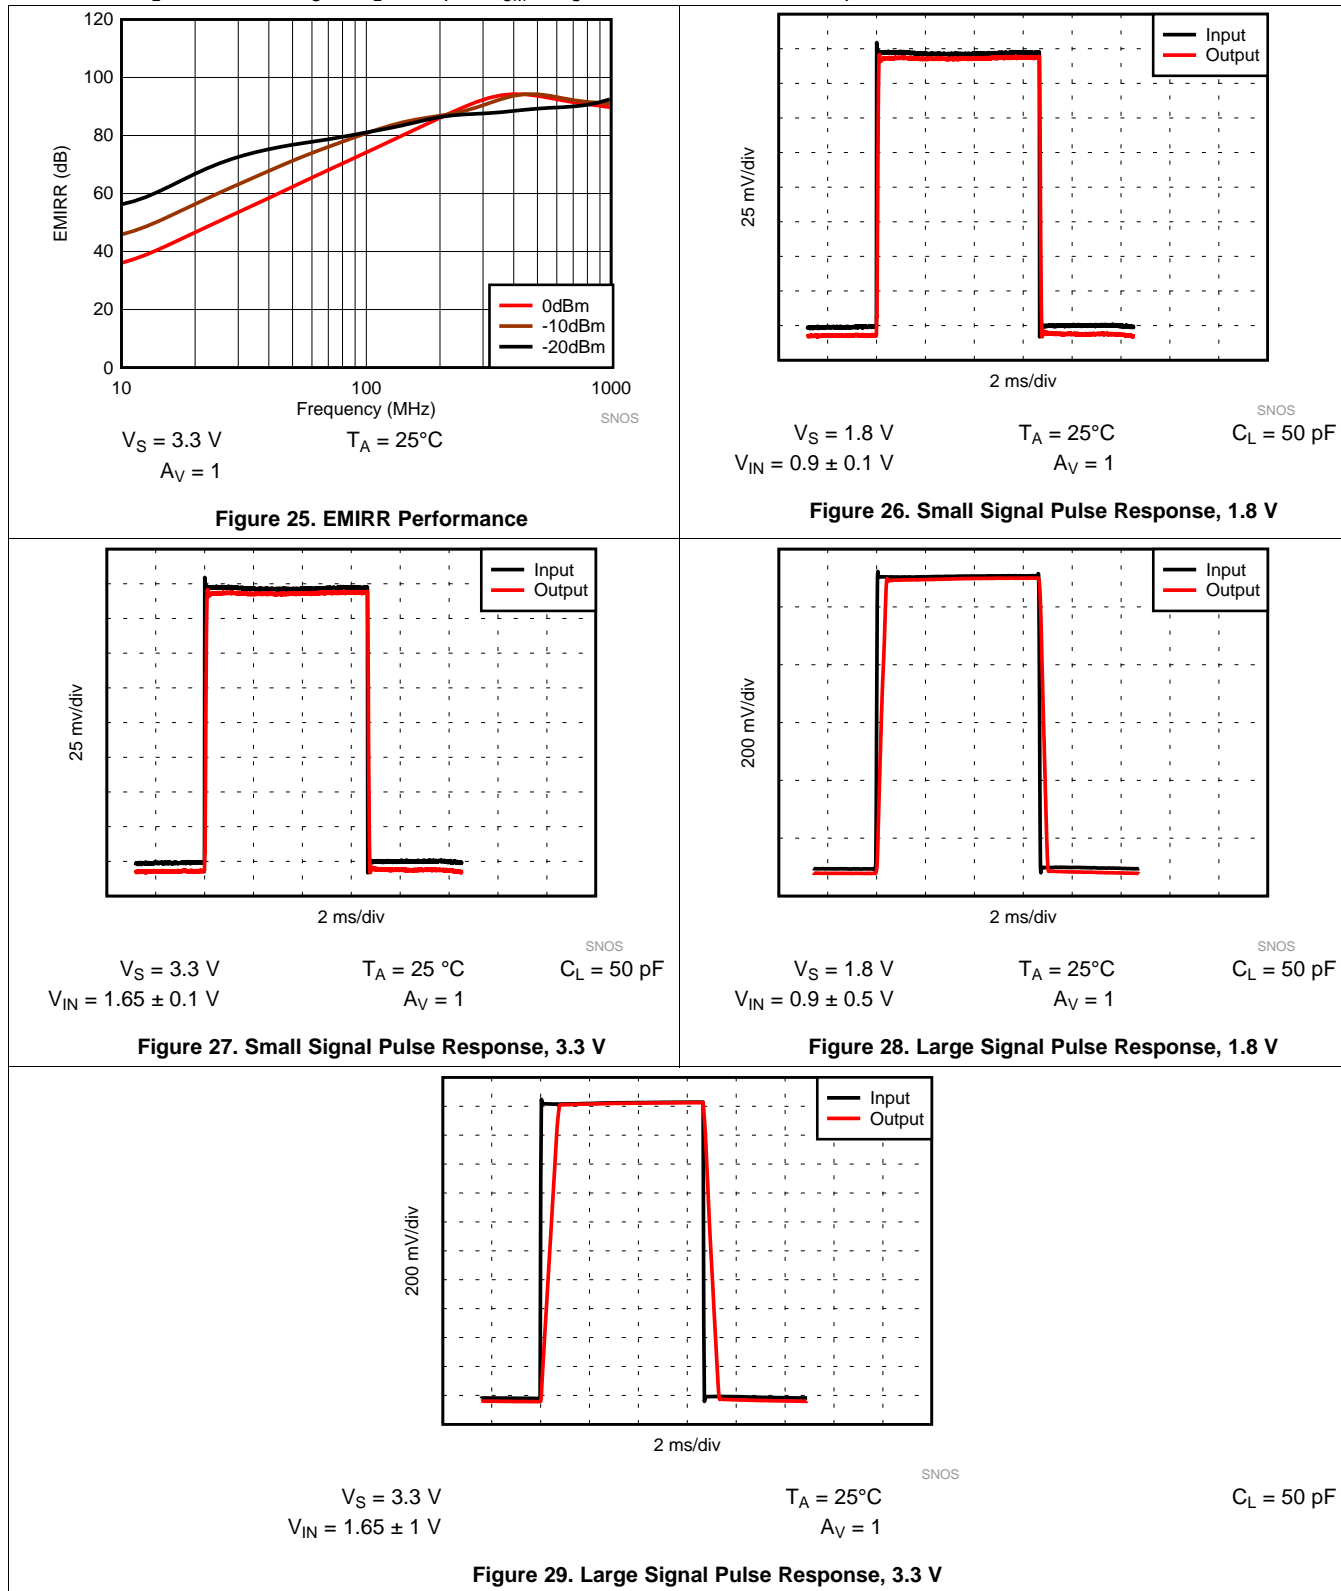 120
100
80
60
40
20
0
EMIRR (dB)
10
100
1000
Frequency (MHz)
0dBm
-10dBm
-20dBm
SNOS
V_S = 3.3 V
T_A = 25°C
A_V = 1
Figure 25. EMIRR Performance
Input
Output
25 mV/div
2 ms/div
SNOS
V_S = 1.8 V
T_A = 25°C
C_L = 50 pF
V_IN = 0.9 ± 0.1 V
A_V = 1
Figure 26. Small Signal Pulse Response, 1.8 V
Input
Output
25 mv/div
2 ms/div
SNOS
V_S = 3.3 V
T_A = 25 °C
C_L = 50 pF
V_IN = 1.65 ± 0.1 V
A_V = 1
Figure 27. Small Signal Pulse Response, 3.3 V
Input
Output
200 mV/div
2 ms/div
SNOS
V_S = 1.8 V
T_A = 25°C
C_L = 50 pF
V_IN = 0.9 ± 0.5 V
A_V = 1
Figure 28. Large Signal Pulse Response, 1.8 V
Input
Output
200 mV/div
2 ms/div
SNOS
V_S = 3.3 V
T_A = 25°C
C_L = 50 pF
V_IN = 1.65 ± 1 V
A_V = 1
Figure 29. Large Signal Pulse Response, 3.3 V